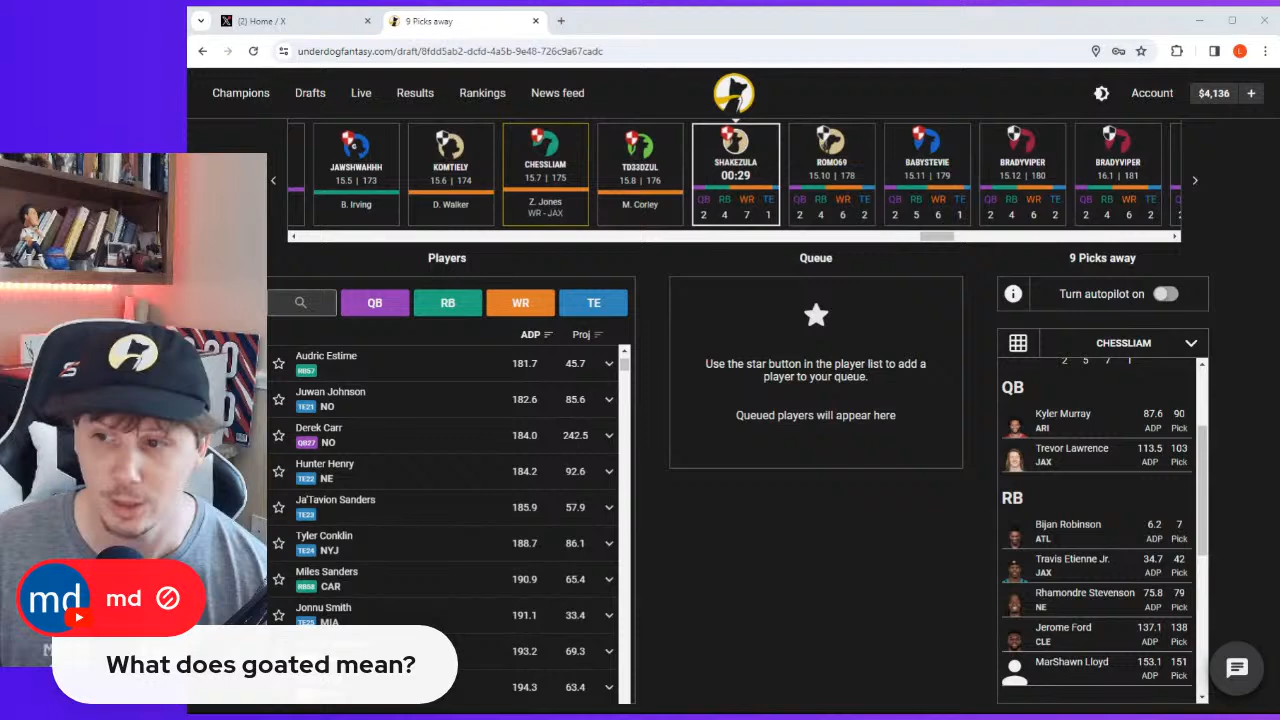 (2) Home / X
9 Picks away
underdogfantasy.com/draft/8fdd5ab2-dcfd-4a5b-9e48-726c9a67cadc
Champions Drafts Live Results Rankings News feed Account $4,136 +
JAWSHWAHHH
15.5 | 173
B. Irving
KOMTIELY
15.6 | 174
D. Walker
CHESSLIAM
15.7 | 175
Z. Jones
WR - JAX
TD33DZUL
15.8 | 176
M. Corley
SHAKEZULA
00:29
QB RB WR TE
2 4 7 1
ROMO69
15.10 | 178
QB RB WR TE
2 4 6 2
BABYSTEVIE
15.11 | 179
QB RB WR TE
2 5 6 1
BRADYVIPER
15.12 | 180
QB RB WR TE
2 4 6 2
BRADYVIPER
16.1 | 181
QB RB WR TE
2 4 6 2
Players
QB RB WR TE
ADP Proj
Audric Estime 181.7 45.7
RB57
Juwan Johnson 182.6 85.6
TE21 NO
Derek Carr 184.0 242.5
QB27 NO
Hunter Henry 184.2 92.6
TE22 NE
Ja'Tavion Sanders 185.9 57.9
TE23
Tyler Conklin 188.7 86.1
TE24 NYJ
Miles Sanders 190.9 65.4
RB58 CAR
Jonnu Smith 191.1 33.4
TE25 MIA
193.2 69.3
194.3 63.4
Queue
Use the star button in the player list to add a
player to your queue.
Queued players will appear here
9 Picks away
Turn autopilot on
CHESSLIAM
2 5 7 1
QB
Kyler Murray 87.6 90
ARI ADP Pick
Trevor Lawrence 113.5 103
JAX ADP Pick
RB
Bijan Robinson 6.2 7
ATL ADP Pick
Travis Etienne Jr. 34.7 42
JAX ADP Pick
Rhamondre Stevenson 75.8 79
NE ADP Pick
Jerome Ford 137.1 138
CLE ADP Pick
MarShawn Lloyd 153.1 151
ADP Pick
md md
What does goated mean?